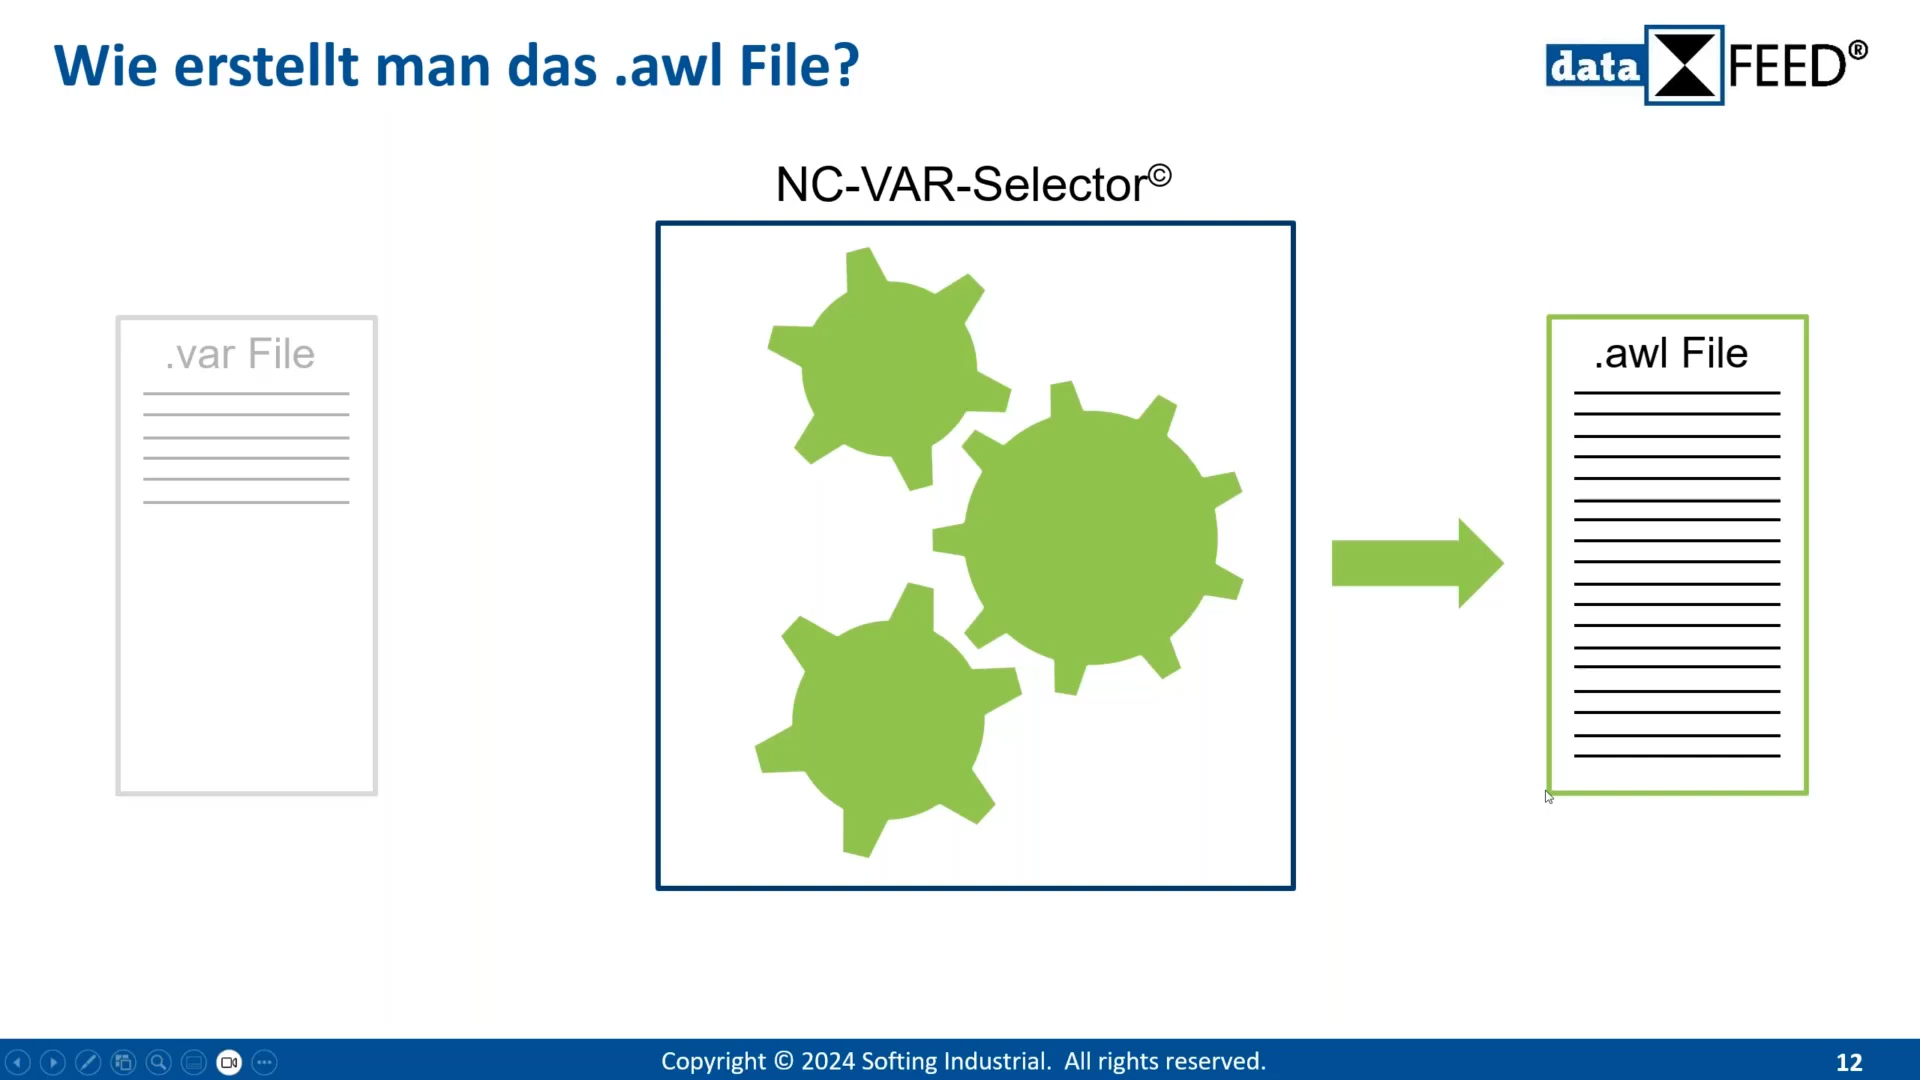 Wie erstellt man das .awl File?
data FEED®
NC-VAR-Selector©
.var File
.awl File
Copyright © 2024 Softing Industrial. All rights reserved.
12